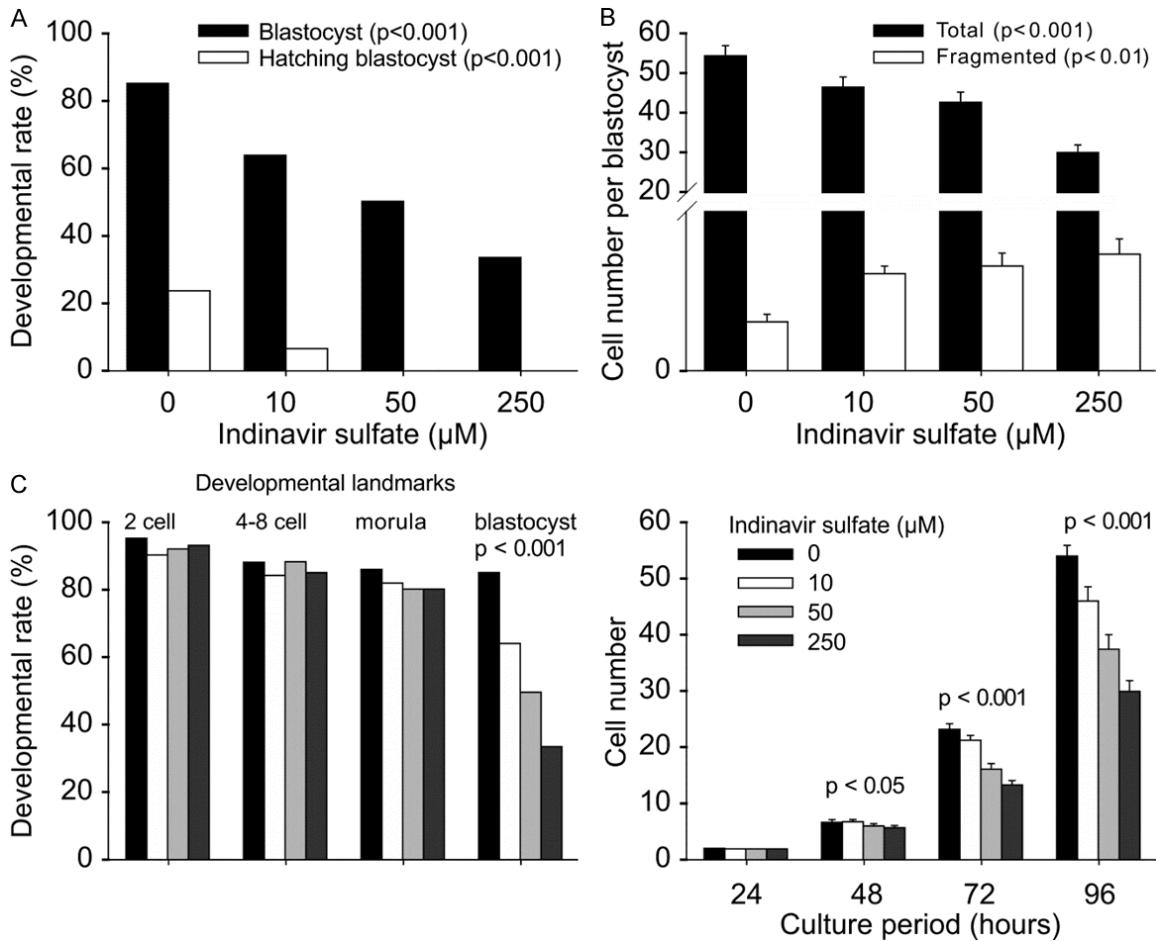 A
Developmental rate (%)
100
80
60
40
20
0
Blastocyst (p<0.001)
Hatching blastocyst (p<0.001)
0 10 50 250
Indinavir sulfate (µM)
B
Cell number per blastocyst
60
50
40
30
20
0
Total (p<0.001)
Fragmented (p<0.01)
0 10 50 250
Indinavir sulfate (µM)
C
Developmental landmarks
Developmental rate (%)
100
80
60
40
20
0
2 cell 4-8 cell morula blastocyst
p < 0.001
Cell number
60
50
40
30
20
10
0
Indinavir sulfate (µM)
0
10
50
250
p < 0.05
p < 0.001
p < 0.001
24 48 72 96
Culture period (hours)